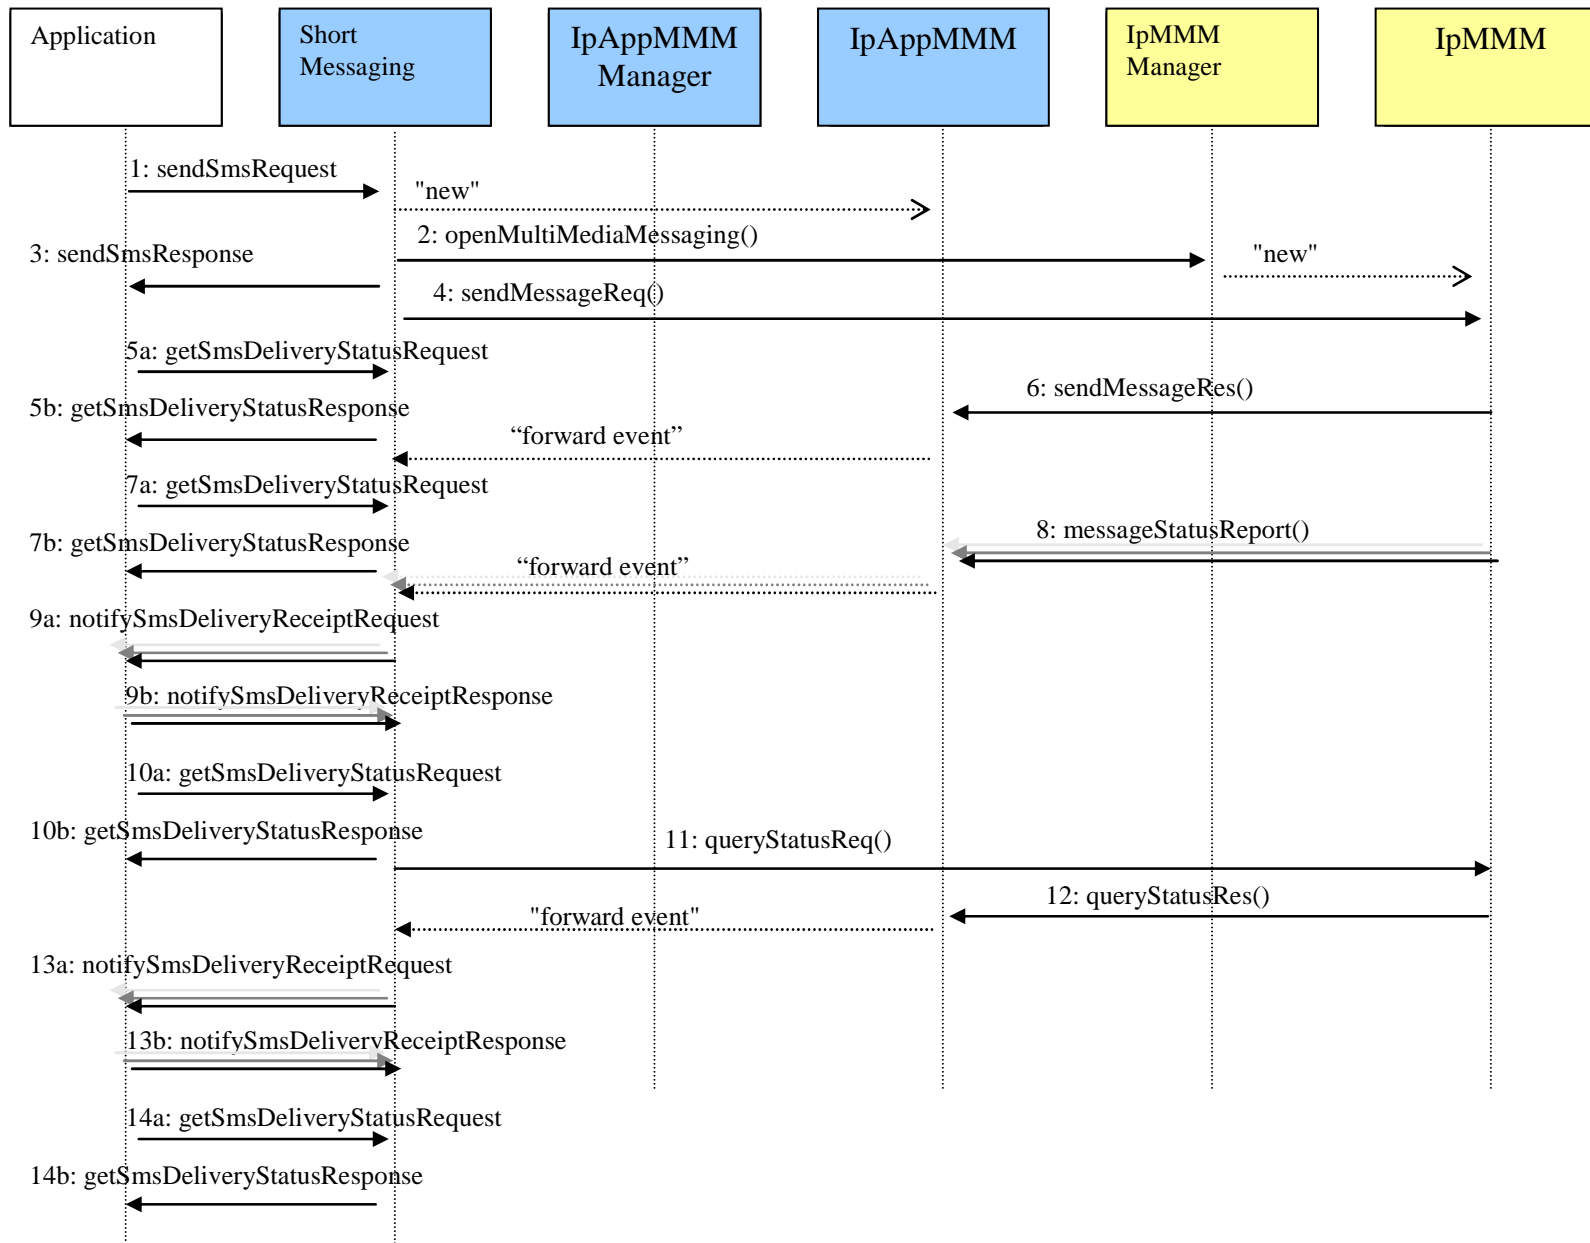 Application
Short
Messaging
IpAppMMM
Manager
IpAppMMM
IpMMM
Manager
IpMMM
1: sendSmsRequest
"new"
2: openMultiMediaMessaging()
3: sendSmsResponse
"new"
4: sendMessageReq()
5a: getSmsDeliveryStatusRequest
6: sendMessageRes()
5b: getSmsDeliveryStatusResponse
“forward event”
7a: getSmsDeliveryStatusRequest
8: messageStatusReport()
7b: getSmsDeliveryStatusResponse
“forward event”
9a: notifySmsDeliveryReceiptRequest
9b: notifySmsDeliveryReceiptResponse
10a: getSmsDeliveryStatusRequest
10b: getSmsDeliveryStatusResponse
11: queryStatusReq()
12: queryStatusRes()
"forward event"
13a: notifySmsDeliveryReceiptRequest
13b: notifySmsDeliveryReceiptResponse
14a: getSmsDeliveryStatusRequest
14b: getSmsDeliveryStatusResponse